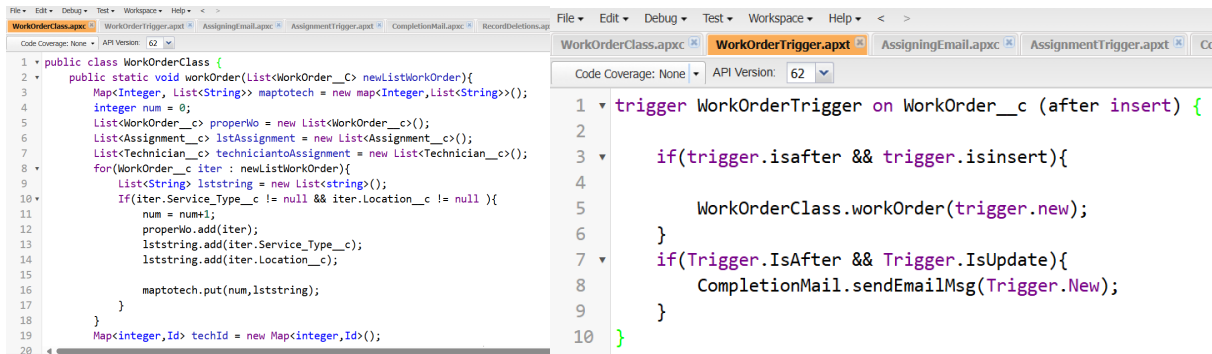 File ▾ Edit ▾ Debug ▾ Test ▾ Workspace ▾ Help ▾ < >
WorkOrderClass.apxc WorkOrderTrigger.apxt AssigningEmail.apxc AssignmentTrigger.apxt CompletionMail.apxc RecordDeletions.ap
Code Coverage: None ▾ API Version: 62
1 ▾ public class WorkOrderClass {
2 ▾ public static void workOrder(List<WorkOrder__C> newListWorkOrder){
3 Map<Integer, List<String>> maptotech = new map<Integer,List<String>>();
4 integer num = 0;
5 List<WorkOrder__c> properWo = new List<WorkOrder__c>();
6 List<Assignment__c> lstAssignment = new List<Assignment__c>();
7 List<Technician__c> techniciantoAssignment = new List<Technician__c>();
8 ▾ for(WorkOrder__c iter : newListWorkOrder){
9 List<String> lststring = new List<string>();
10 ▾ If(iter.Service_Type__c != null && iter.Location__c != null ){
11 num = num+1;
12 properWo.add(iter);
13 lststring.add(iter.Service_Type__c);
14 lststring.add(iter.Location__c);
15
16 maptotech.put(num,lststring);
17 }
18 }
19 Map<integer,Id> techId = new Map<integer,Id>();
20
File ▾ Edit ▾ Debug ▾ Test ▾ Workspace ▾ Help ▾ < >
WorkOrderClass.apxc WorkOrderTrigger.apxt AssigningEmail.apxc AssignmentTrigger.apxt Co
Code Coverage: None ▾ API Version: 62
1 ▾ trigger WorkOrderTrigger on WorkOrder__c (after insert) {
2
3 ▾ if(trigger.isafter && trigger.isinsert){
4
5 WorkOrderClass.workOrder(trigger.new);
6 }
7 ▾ if(Trigger.IsAfter && Trigger.IsUpdate){
8 CompletionMail.sendEmailMsg(Trigger.New);
9 }
10 }